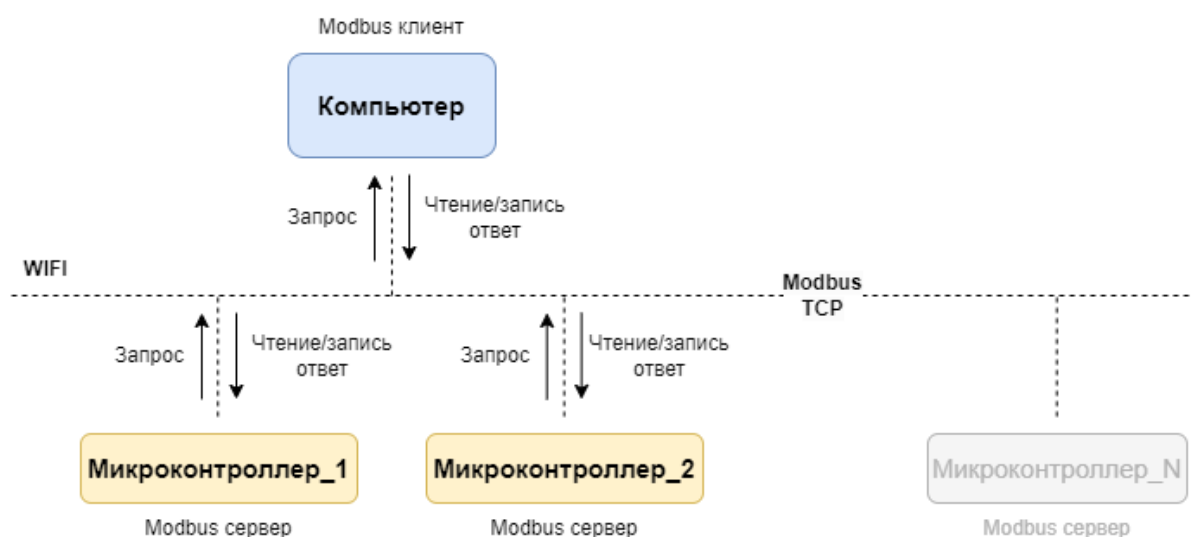 Modbus клиент
Компьютер
Запрос
Чтение/запись
ответ
WIFI
Modbus
TCP
Запрос
Чтение/запись
ответ
Запрос
Чтение/запись
ответ
Микроконтроллер_1
Микроконтроллер_2
Микроконтроллер_N
Modbus сервер
Modbus сервер
Modbus сервер